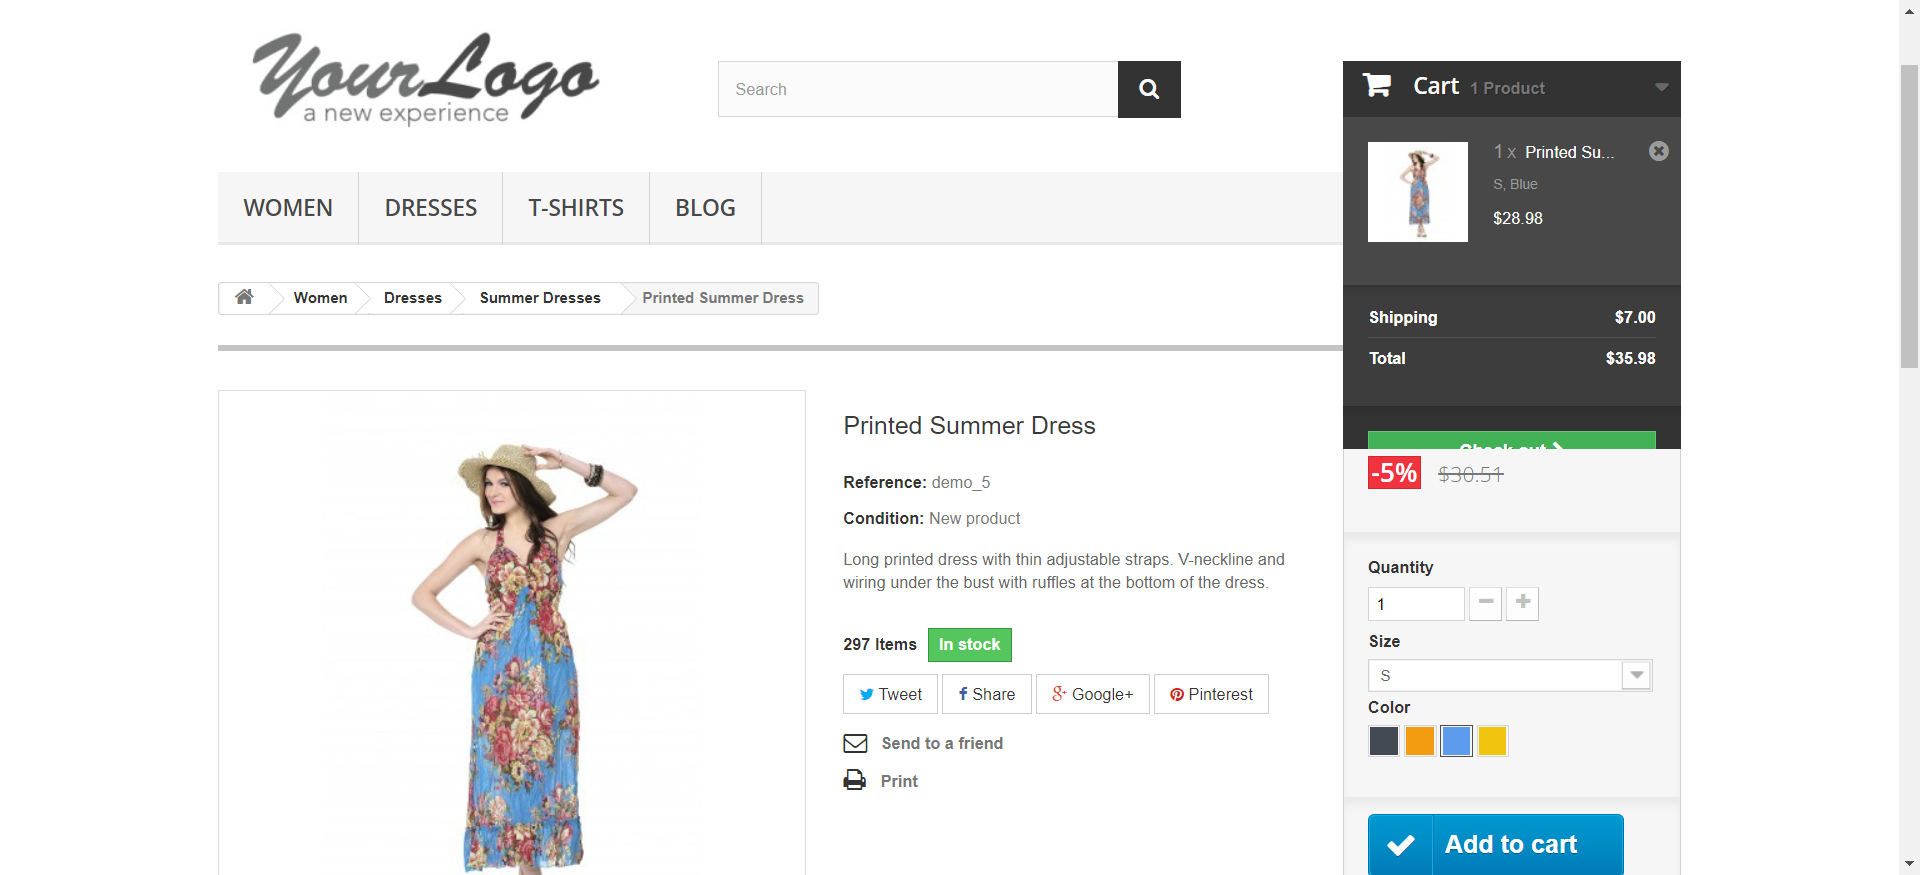 YourLogo
a new experience
Search
Cart 1 Product
1 x Printed Su...
S, Blue
$28.98
WOMEN
DRESSES
T-SHIRTS
BLOG
Women
Dresses
Summer Dresses
Printed Summer Dress
Shipping $7.00
Total $35.98
Check out
-5% $30.51
Printed Summer Dress
Reference: demo_5
Condition: New product
Long printed dress with thin adjustable straps. V-neckline and
wiring under the bust with ruffles at the bottom of the dress.
297 Items In stock
Tweet
Share
Google+
Pinterest
Send to a friend
Print
Quantity
1
Size
S
Color
Add to cart